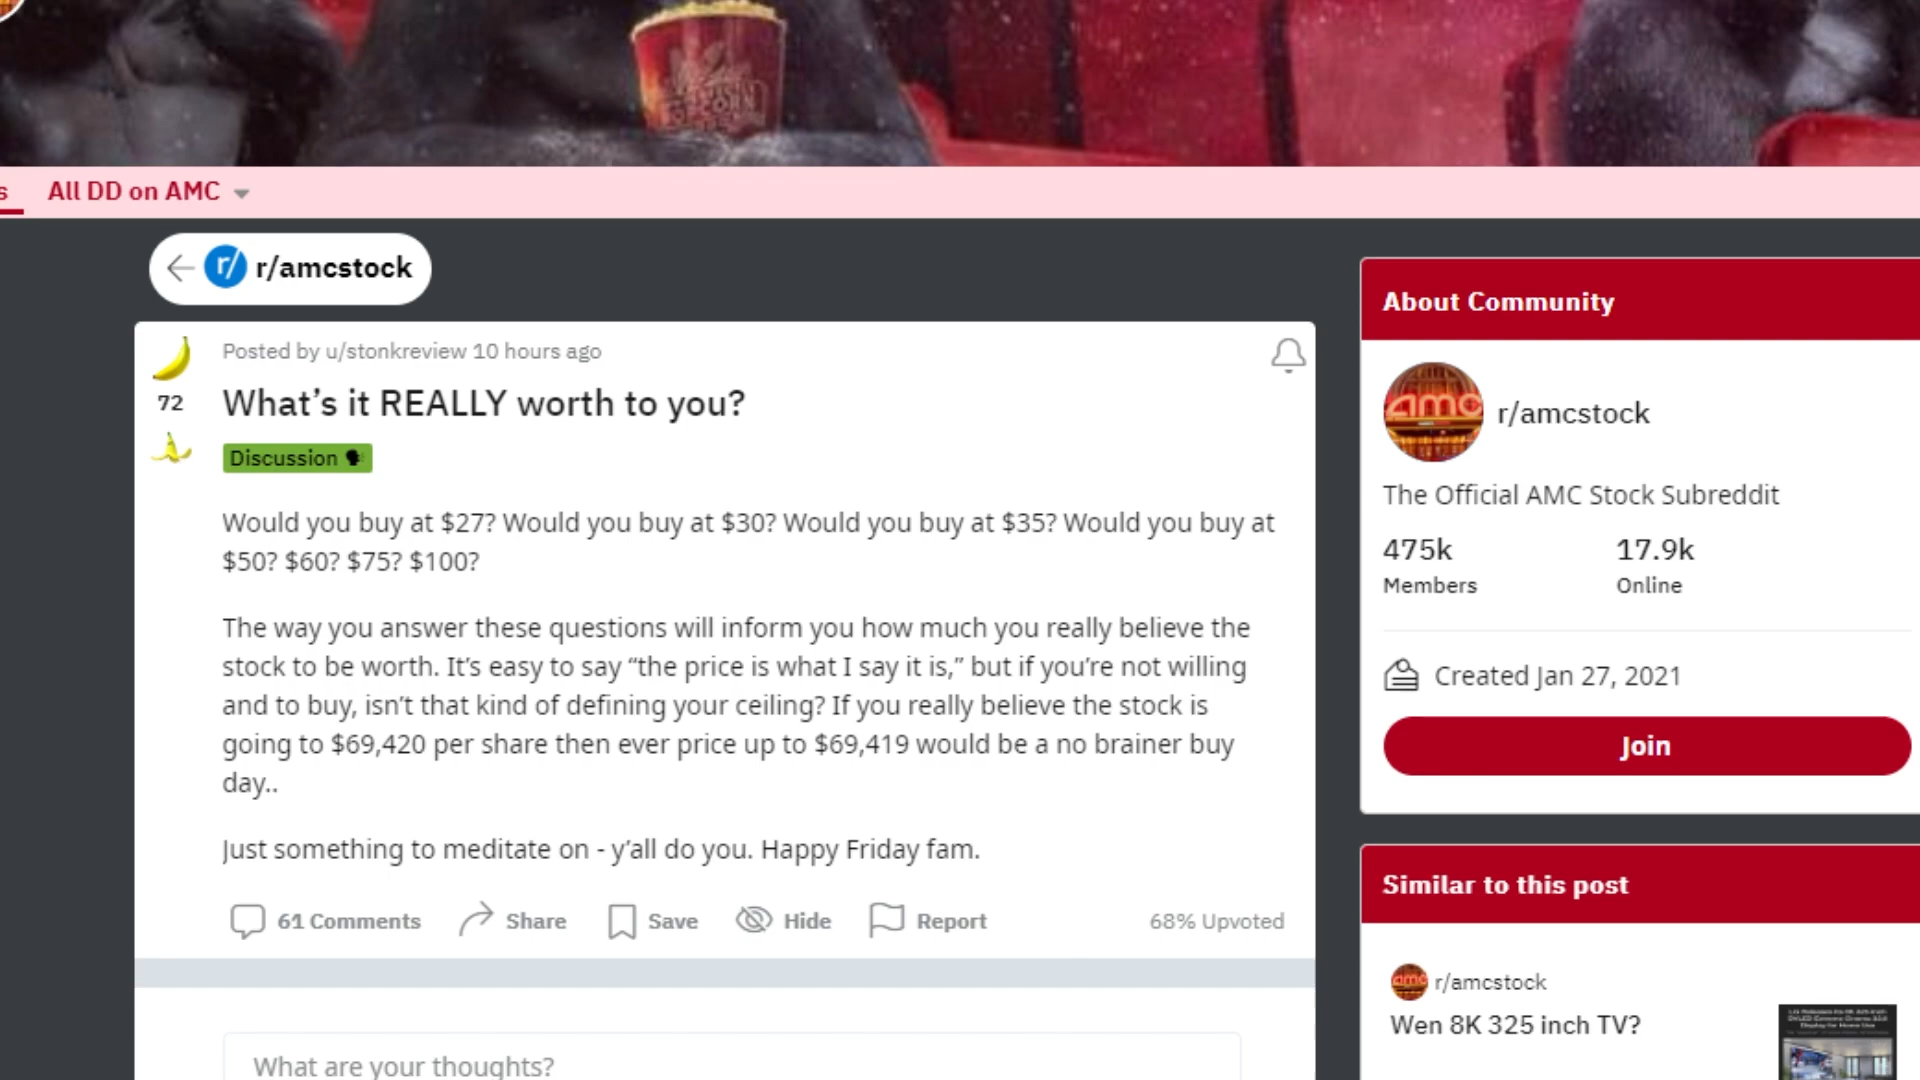 s All DD on AMC
r/ r/amcstock
Posted by u/stonkreview 10 hours ago
72
What’s it REALLY worth to you?
Discussion
Would you buy at $27? Would you buy at $30? Would you buy at $35? Would you buy at
$50? $60? $75? $100?
The way you answer these questions will inform you how much you really believe the
stock to be worth. It’s easy to say “the price is what I say it is,” but if you’re not willing
and to buy, isn’t that kind of defining your ceiling? If you really believe the stock is
going to $69,420 per share then ever price up to $69,419 would be a no brainer buy
day..
Just something to meditate on - y’all do you. Happy Friday fam.
61 Comments Share Save Hide Report 68% Upvoted
What are your thoughts?
About Community
amc r/amcstock
The Official AMC Stock Subreddit
475k 17.9k
Members Online
Created Jan 27, 2021
Join
Similar to this post
amc r/amcstock
Wen 8K 325 inch TV?